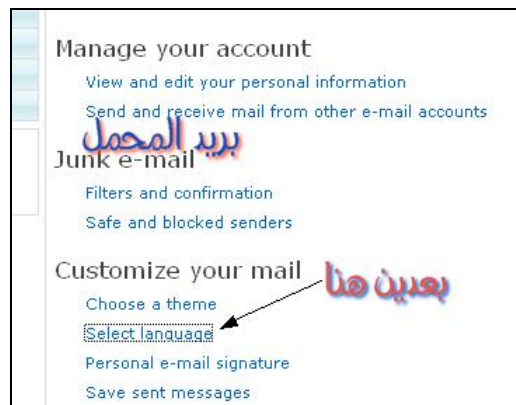 Manage your account
View and edit your personal information
Send and receive mail from other e-mail accounts
بريد المحمل
Junk e-mail
Filters and confirmation
Safe and blocked senders
Customize your mail
بعدين هنا
Choose a theme
Select language
Personal e-mail signature
Save sent messages